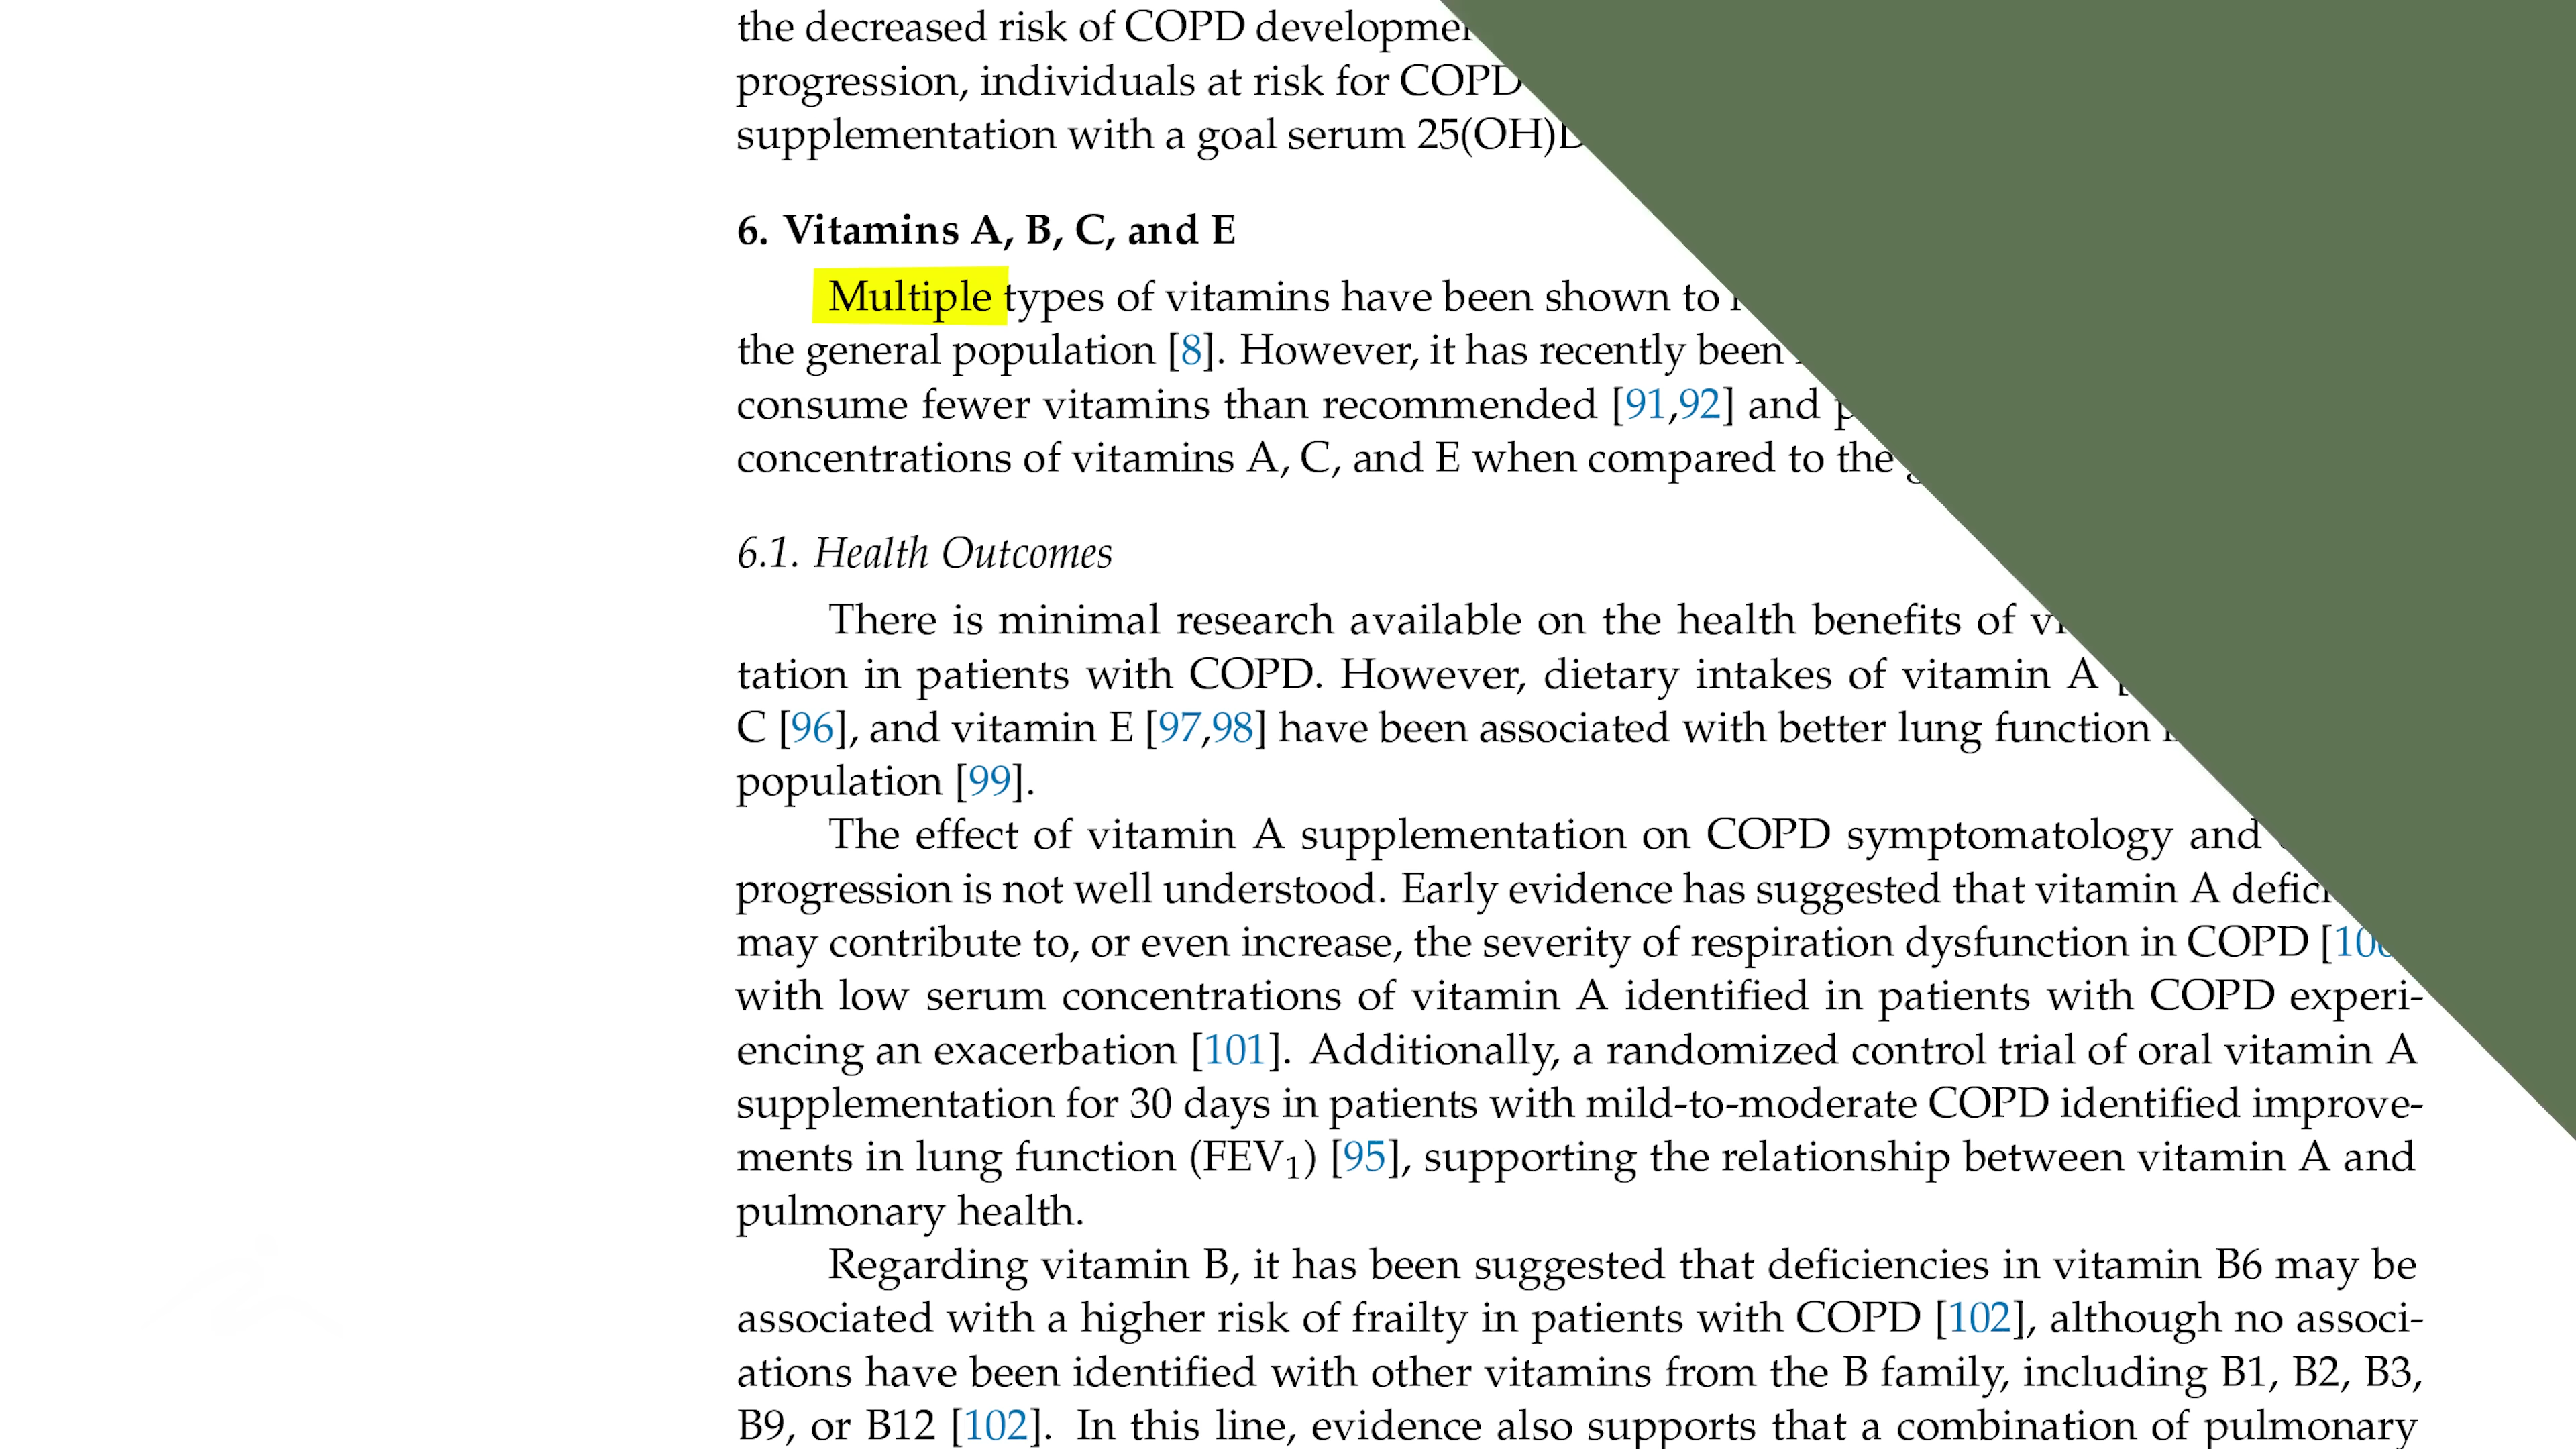 the decreased risk of COPD
progression, individuals at risk for COPD
supplementation with a goal serum 25(OH)D
6. Vitamins A, B, C, and E
Multiple types of vitamins have been shown to
the general population [8]. However, it has recently been
consume fewer vitamins than recommended [91,92] and
concentrations of vitamins A, C, and E when compared to the
6.1. Health Outcomes
There is minimal research available on the health benefits of
tation in patients with COPD. However, dietary intakes of vitamin A
C [96], and vitamin E [97,98] have been associated with better lung function
population [99].
The effect of vitamin A supplementation on COPD symptomatology and
progression is not well understood. Early evidence has suggested that vitamin A
may contribute to, or even increase, the severity of respiration dysfunction in COPD
with low serum concentrations of vitamin A identified in patients with COPD experi-
encing an exacerbation [101]. Additionally, a randomized control trial of oral vitamin A
supplementation for 30 days in patients with mild-to-moderate COPD identified improve-
ments in lung function (FEV₁) [95], supporting the relationship between vitamin A and
pulmonary health.
Regarding vitamin B, it has been suggested that deficiencies in vitamin B6 may be
associated with a higher risk of frailty in patients with COPD [102], although no associ-
ations have been identified with other vitamins from the B family, including B1, B2, B3,
B9, or B12 [102]. In this line, evidence also supports that a combination of pulmonary